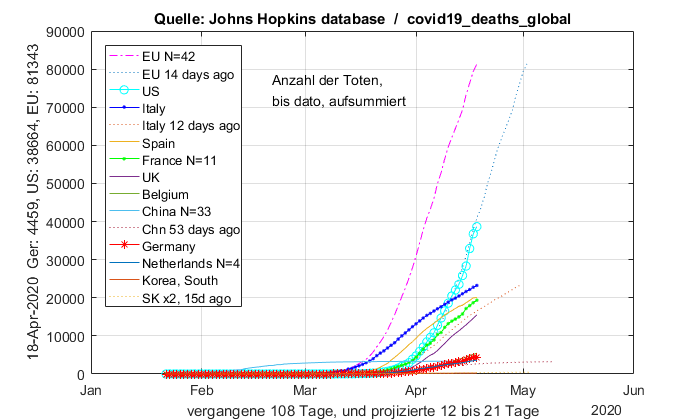 Quelle: Johns Hopkins database / covid19_deaths_global
18-Apr-2020 Ger: 4459, US: 38664, EU: 81343
90000
80000
70000
60000
50000
40000
30000
20000
10000
0
EU N=42
EU 14 days ago
US
Italy
Italy 12 days ago
Spain
France N=11
UK
Belgium
China N=33
Chn 53 days ago
Germany
Netherlands N=4
Korea, South
SK x2, 15d ago
Anzahl der Toten,
bis dato, aufsummiert
Jan Feb Mar Apr May Jun
vergangene 108 Tage, und projizierte 12 bis 21 Tage
2020